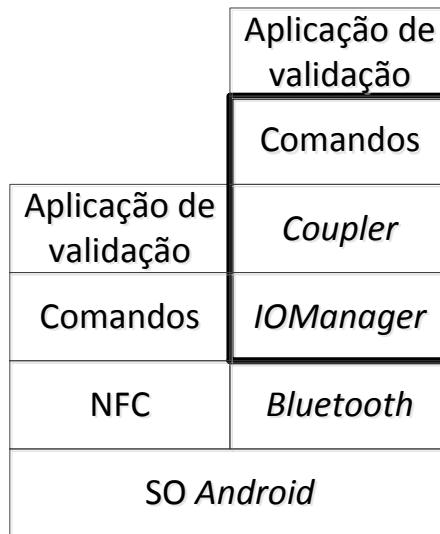 Aplicação de
validação
Comandos
Aplicação de
validação
Coupler
Comandos
IOManager
NFC
Bluetooth
SO Android